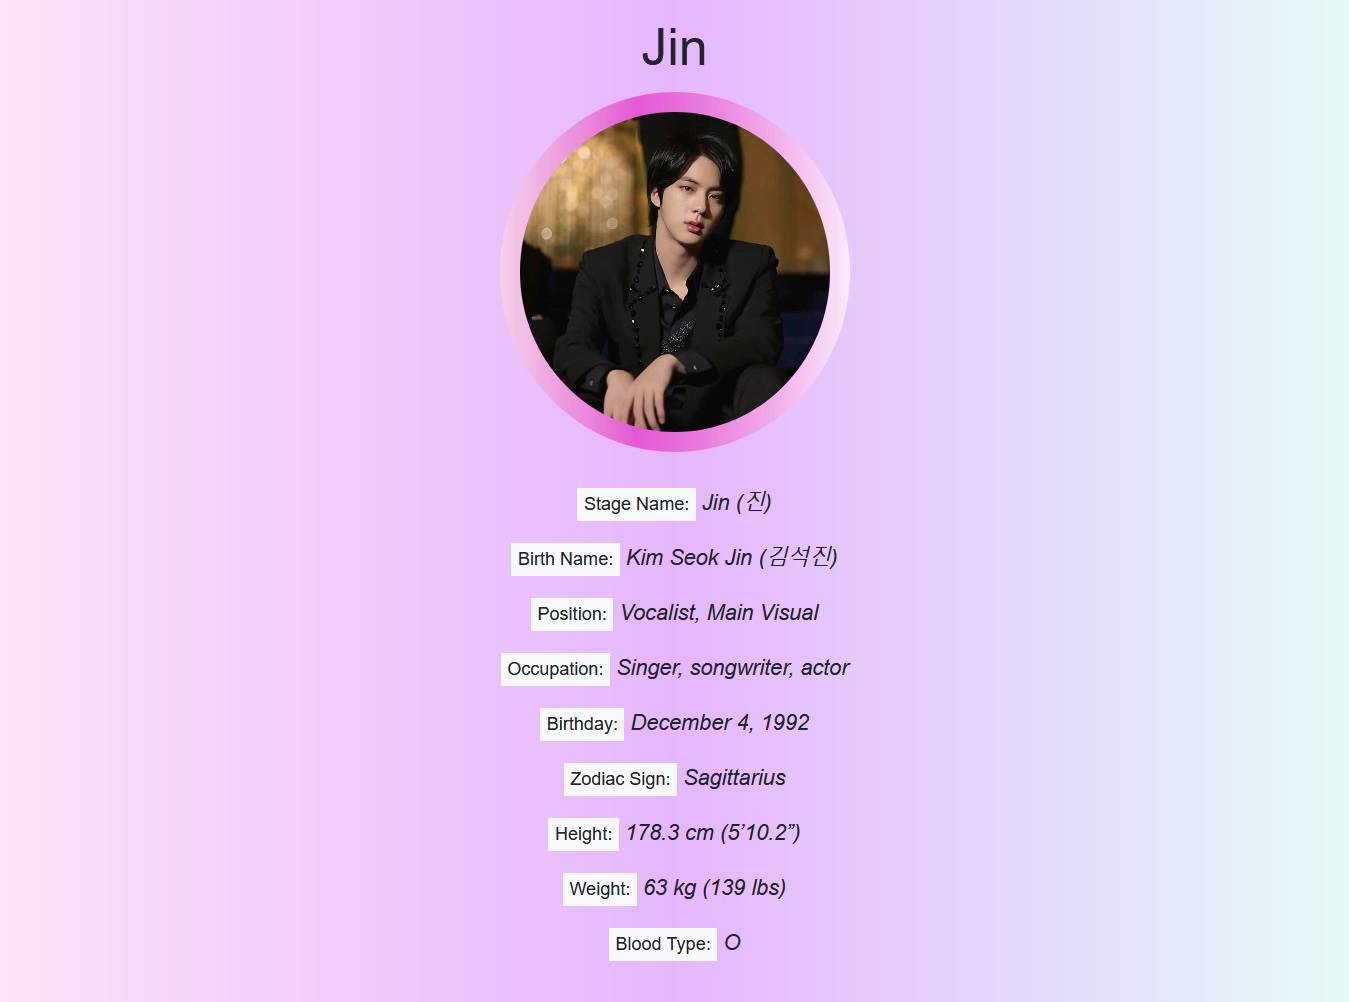 Jin
Stage Name: Jin (진)
Birth Name: Kim Seok Jin (김석진)
Position: Vocalist, Main Visual
Occupation: Singer, songwriter, actor
Birthday: December 4, 1992
Zodiac Sign: Sagittarius
Height: 178.3 cm (5’10.2”)
Weight: 63 kg (139 lbs)
Blood Type: O